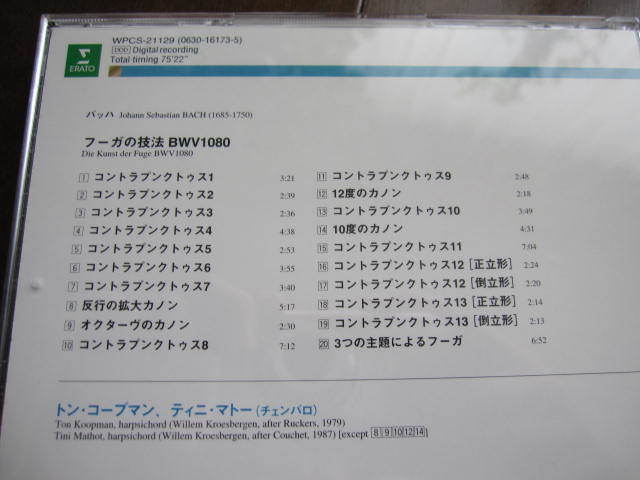 WPCS-21129 (0630-16173-5)
DDD Digital recording
Total timing 75'22"
ERATO
バッハ Johann Sebastian BACH (1685-1750)
フーガの技法 BWV1080
Die Kunst der Fuge BWV1080
1 コントラプンクトゥス1 3:21
2 コントラプンクトゥス2 2:39
3 コントラプンクトゥス3 2:36
4 コントラプンクトゥス4 4:38
5 コントラプンクトゥス5 2:53
6 コントラプンクトゥス6 3:55
7 コントラプンクトゥス7 3:40
8 反行の拡大カノン 5:17
9 オクターヴのカノン 2:30
10 コントラプンクトゥス8 7:12
11 コントラプンクトゥス9 2:48
12 12度のカノン 2:18
13 コントラプンクトゥス10 3:49
14 10度のカノン 4:31
15 コントラプンクトゥス11 7:04
16 コントラプンクトゥス12 [正立形] 2:24
17 コントラプンクトゥス12 [倒立形] 2:20
18 コントラプンクトゥス13 [正立形] 2:14
19 コントラプンクトゥス13 [倒立形] 2:13
20 3つの主題によるフーガ 6:52
トン・コープマン、ティニ・マトー(チェンバロ)
Ton Koopman, harpsichord (Willem Kroesbergen, after Ruckers, 1979)
Tini Mathot, harpsichord (Willem Kroesbergen, after Couchet, 1987) [except 8 9 10 12 14]